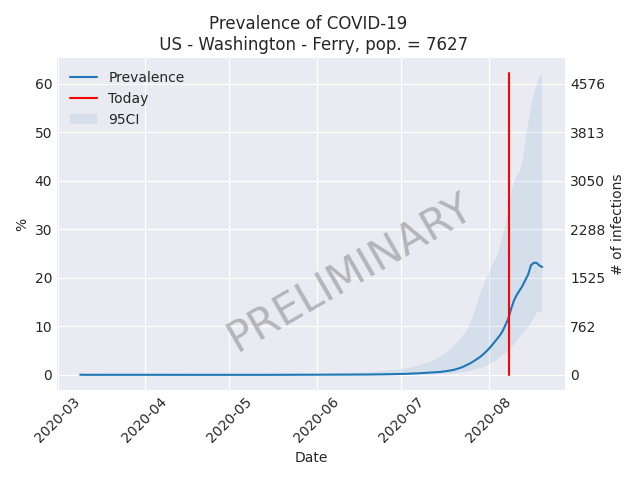 Prevalence of COVID-19
US - Washington - Ferry, pop. = 7627
Prevalence
Today
95CI
60
50
40
30
20
10
0
%
4576
3813
3050
2288
1525
762
0
# of infections
PRELIMINARY
2020-03
2020-04
2020-05
2020-06
2020-07
2020-08
Date